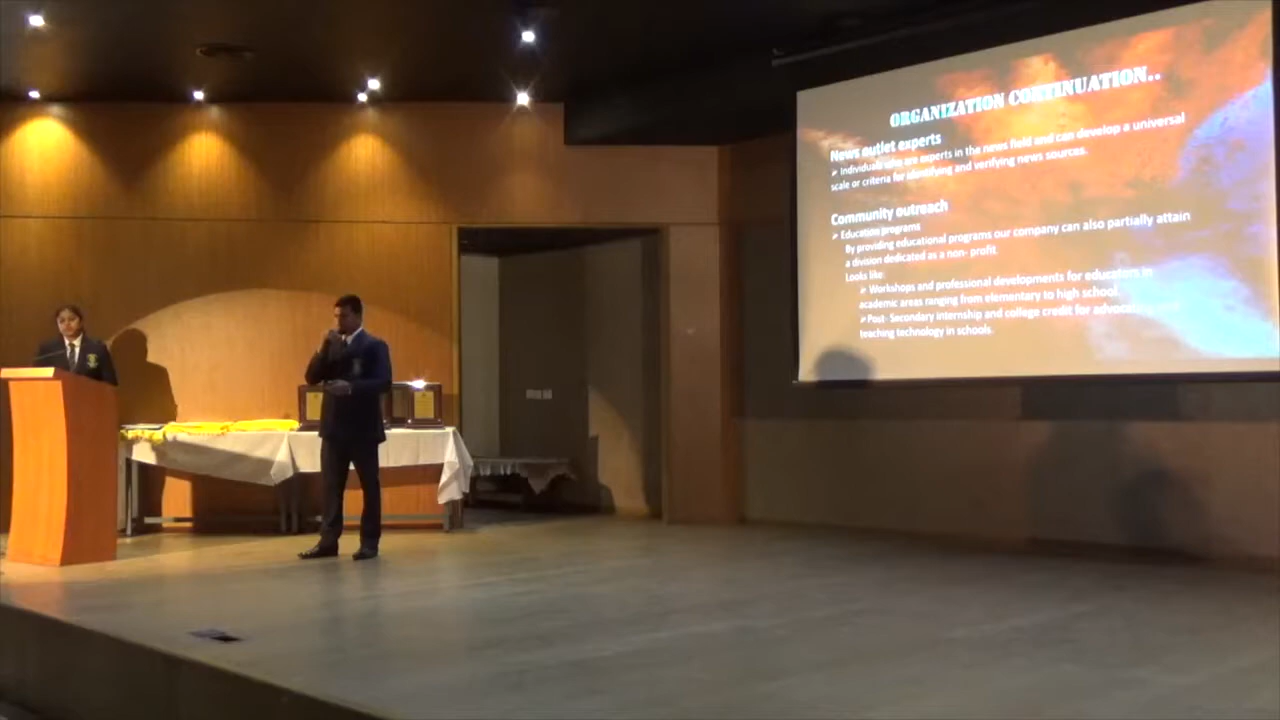 ORGANIZATION CONTINUATION..
News outlet experts
➢ Individuals who are experts in the news field and can develop a universal
scale or criteria for identifying and verifying news sources.
Community outreach
➢ Education programs
By providing educational programs our company can also partially attain
a division dedicated as a non- profit
Looks like
➢ Workshops and professional developments for educators in
academic areas ranging from elementary to high school.
➢ Post- Secondary internship and college credit for
teaching technology in schools.